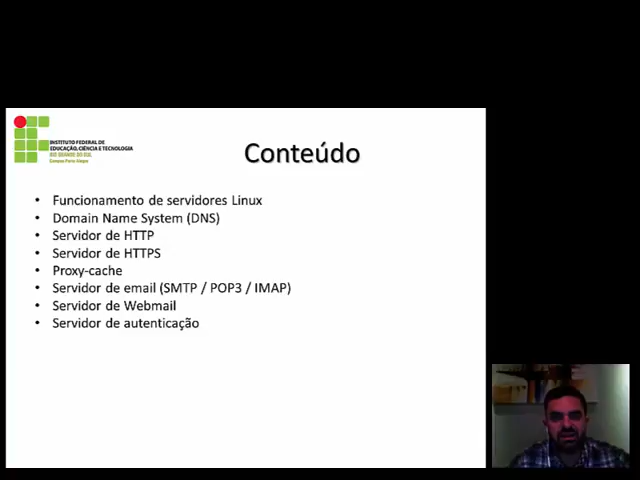 INSTITUTO FEDERAL DE
EDUCAÇÃO, CIÊNCIA E TECNOLOGIA
RIO GRANDE DO SUL
Campus Porto Alegre
Conteúdo
• Funcionamento de servidores Linux
• Domain Name System (DNS)
• Servidor de HTTP
• Servidor de HTTPS
• Proxy-cache
• Servidor de email (SMTP / POP3 / IMAP)
• Servidor de Webmail
• Servidor de autenticação